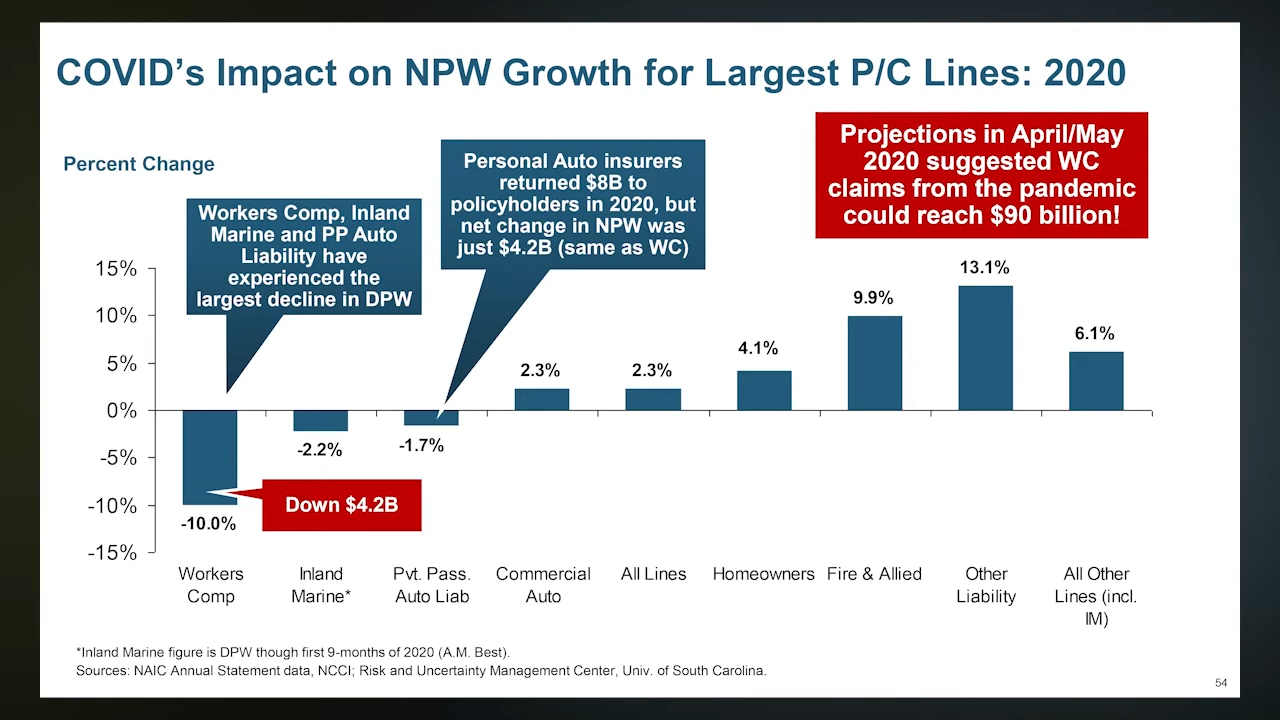 COVID’s Impact on NPW Growth for Largest P/C Lines: 2020
Percent Change
Workers Comp, Inland
Marine and PP Auto
Liability have
experienced the
largest decline in DPW
Personal Auto insurers
returned $8B to
policyholders in 2020, but
net change in NPW was
just $4.2B (same as WC)
Projections in April/May
2020 suggested WC
claims from the pandemic
could reach $90 billion!
15%
10%
5%
0%
-5%
-10%
-15%
-10.0%
-2.2%
-1.7%
2.3%
2.3%
4.1%
9.9%
13.1%
6.1%
Down $4.2B
Workers
Comp
Inland
Marine*
Pvt. Pass.
Auto Liab
Commercial
Auto
All Lines
Homeowners
Fire & Allied
Other
Liability
All Other
Lines (incl.
IM)
*Inland Marine figure is DPW though first 9-months of 2020 (A.M. Best).
Sources: NAIC Annual Statement data, NCCI; Risk and Uncertainty Management Center, Univ. of South Carolina.
54